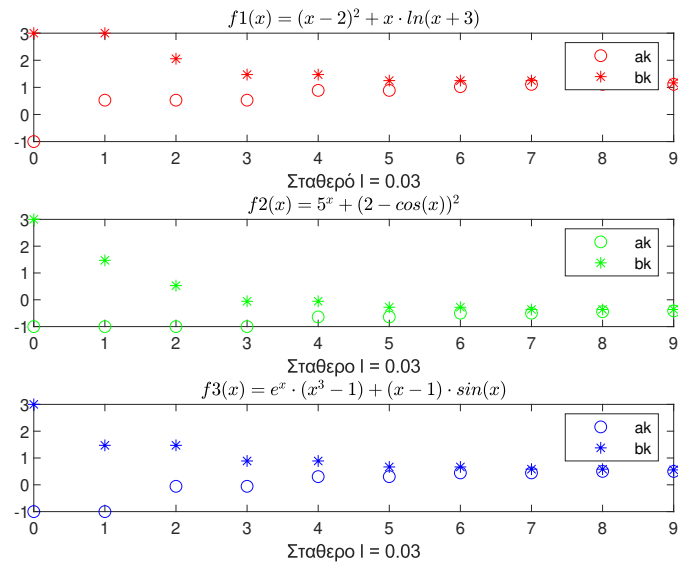 f1(x) = (x − 2)² + x · ln(x + 3)
3
2
1
0
-1
ak
bk
0 1 2 3 4 5 6 7 8 9
Σταθερό l = 0.03
f2(x) = 5ˣ + (2 − cos(x))²
3
2
1
0
-1
ak
bk
0 1 2 3 4 5 6 7 8 9
Σταθερο l = 0.03
f3(x) = eˣ · (x³ − 1) + (x − 1) · sin(x)
3
2
1
0
-1
ak
bk
0 1 2 3 4 5 6 7 8 9
Σταθερο l = 0.03